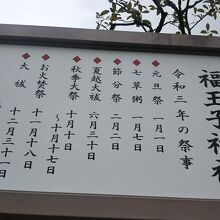 福王子神社
令和三年の祭事
元旦祭 一月一日
七草粥 一月七日
節分祭 二月二日
夏越大祓 六月三十日
秋季大祭 十月十日
〜十月十七日
お火焚祭 十一月十八日
大祓 十二月三十一日